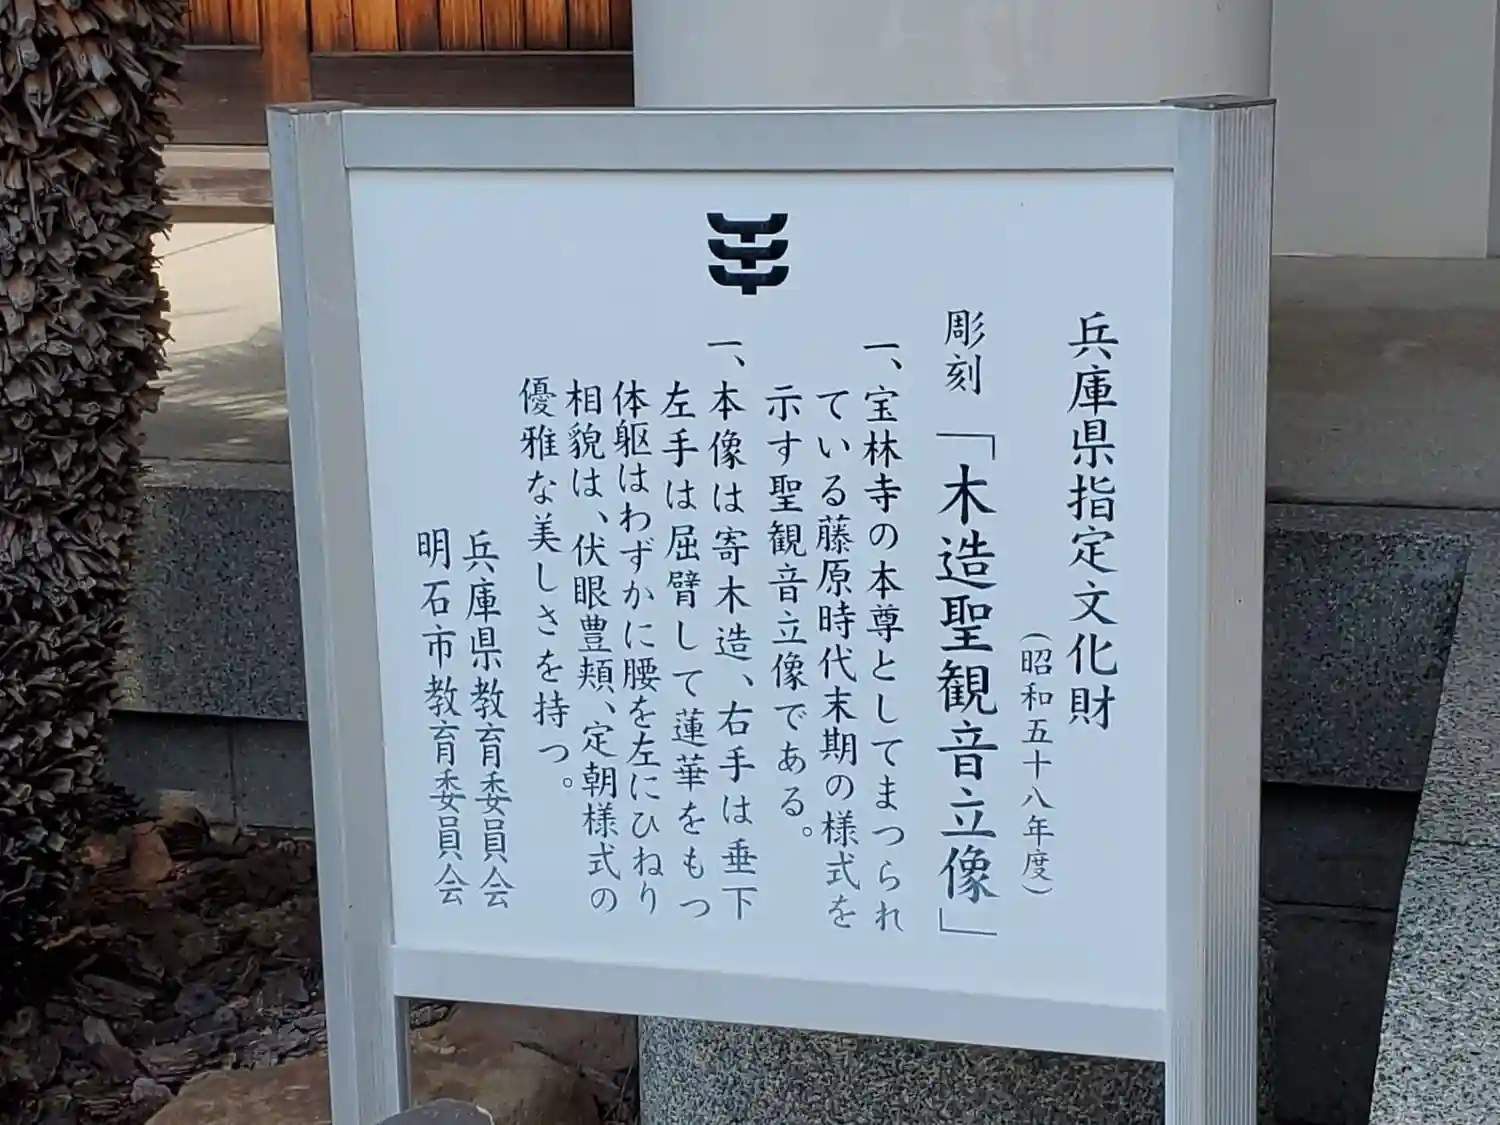 兵庫県指定文化財
（昭和五十八年度）
彫刻「木造聖観音立像」
一、宝林寺の本尊としてまつられ
ている藤原時代末期の様式を
示す聖観音立像である。
一、本像は寄木造、右手は垂下
左手は屈臂して蓮華をもつ
体躯はわずかに腰を左にひねり
相貌は、伏眼豊頬、定朝様式の
優雅な美しさを持つ。
兵庫県教育委員会
明石市教育委員会